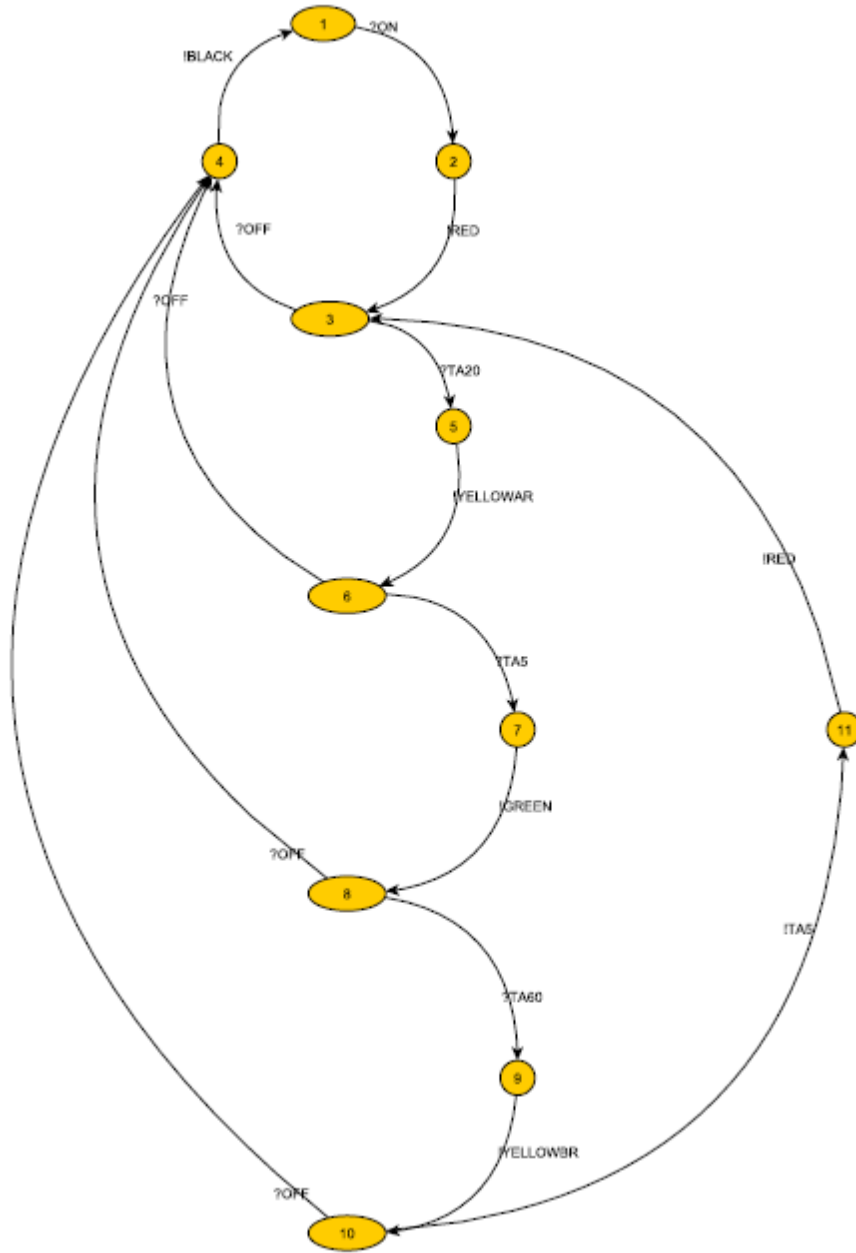 1
?ON
!BLACK
4
2
?OFF
!RED
?OFF
3
?TA20
5
!YELLOWAR
!RED
6
?TA5
7
11
!GREEN
?OFF
8
!TA5
?TA60
9
!YELLOWBR
?OFF
10